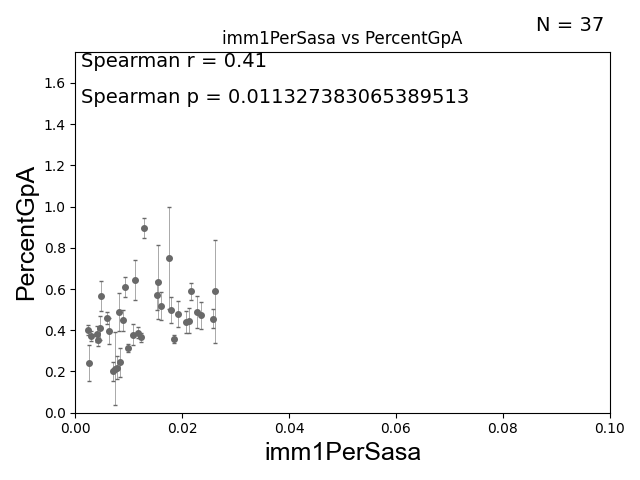 N = 37
imm1PerSasa vs PercentGpA
Spearman r = 0.41
Spearman p = 0.011327383065389513
PercentGpA
1.6
1.4
1.2
1.0
0.8
0.6
0.4
0.2
0.0
0.00 0.02 0.04 0.06 0.08 0.10
imm1PerSasa